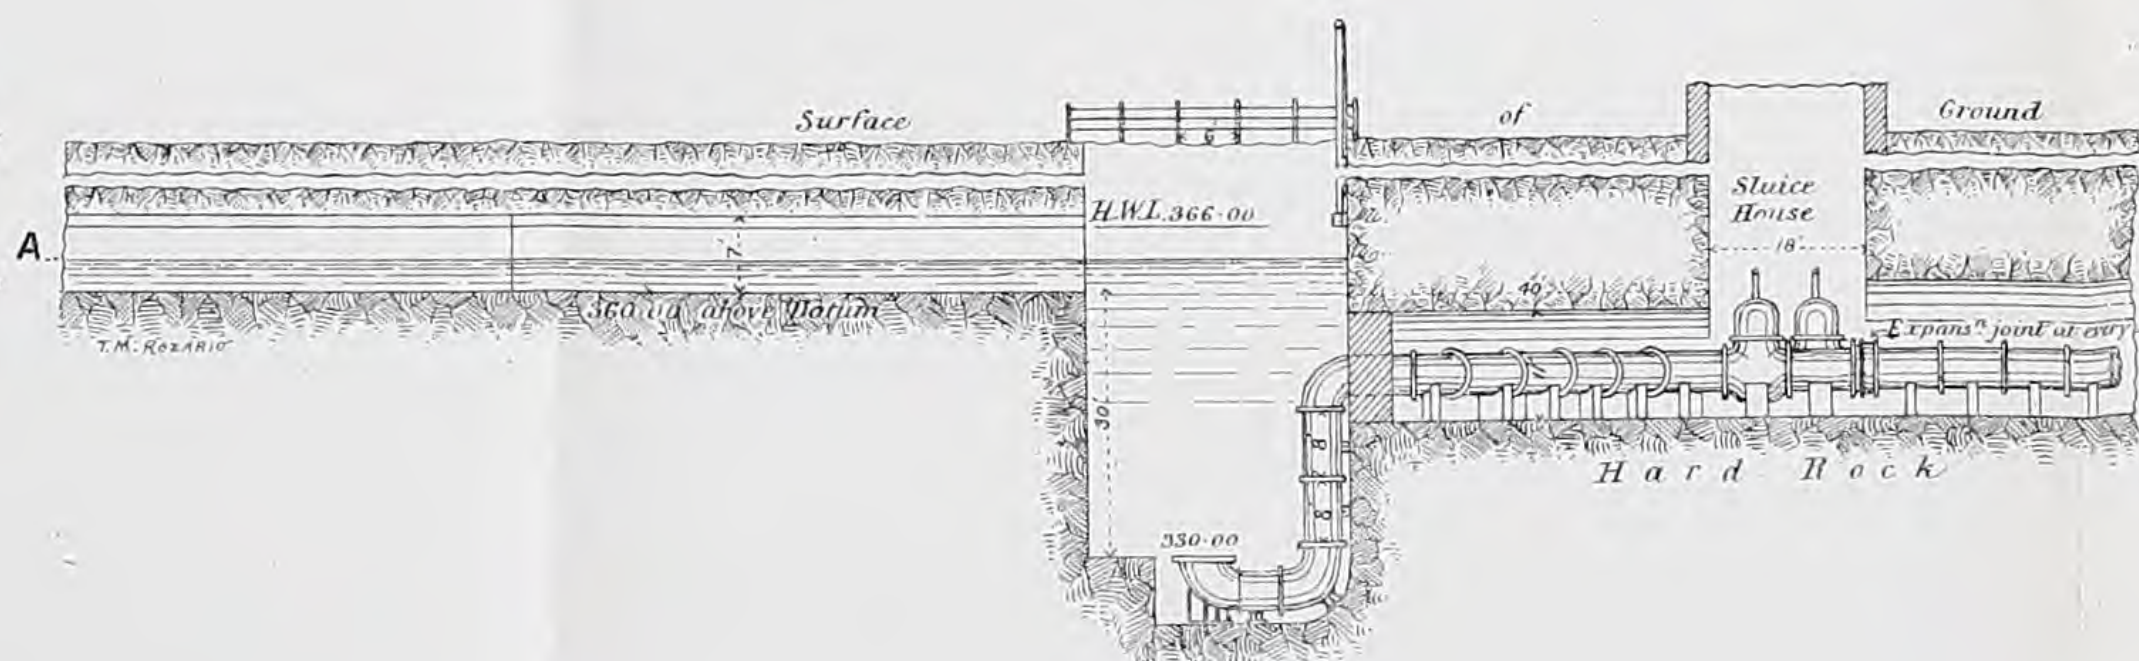 Surface of Ground
6'
H.W.L. 366·00
Sluice
House
18'
A
7'
360·00 above Datum
40'
T.M. ROZARIO
Expansn. joint at every
30'
8'
8'
330·00
Hard Rock